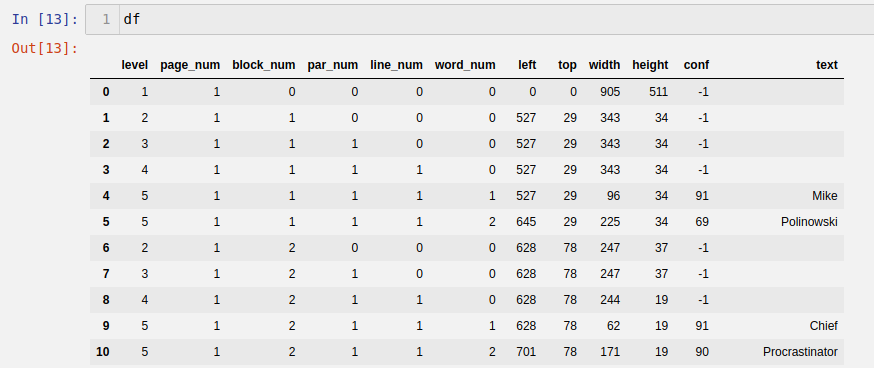 In [13]: 1 df
Out[13]:
level page_num block_num par_num line_num word_num left top width height conf text
0 1 1 0 0 0 0 0 0 905 511 -1
1 2 1 1 0 0 0 527 29 343 34 -1
2 3 1 1 1 0 0 527 29 343 34 -1
3 4 1 1 1 1 0 527 29 343 34 -1
4 5 1 1 1 1 1 527 29 96 34 91 Mike
5 5 1 1 1 1 2 645 29 225 34 69 Polinowski
6 2 1 2 0 0 0 628 78 247 37 -1
7 3 1 2 1 0 0 628 78 247 37 -1
8 4 1 2 1 1 0 628 78 244 19 -1
9 5 1 2 1 1 1 628 78 62 19 91 Chief
10 5 1 2 1 1 2 701 78 171 19 90 Procrastinator